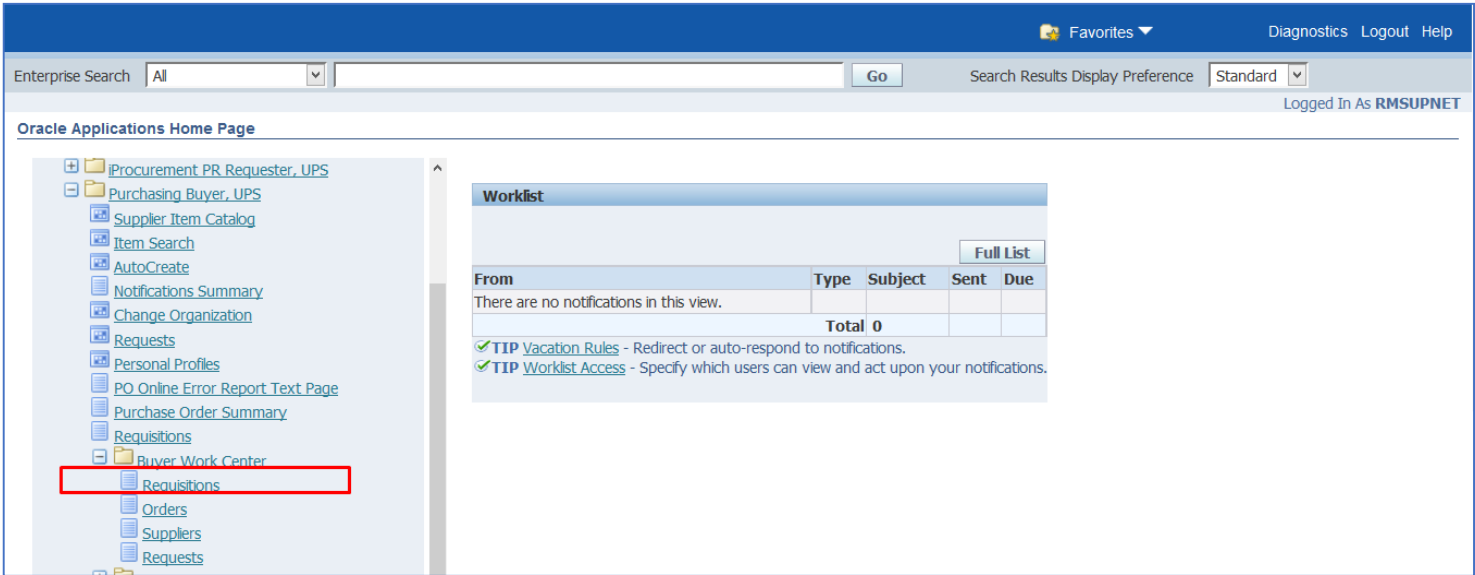 Favorites Diagnostics Logout Help
Enterprise Search All Go Search Results Display Preference Standard
Logged In As RMSUPNET
Oracle Applications Home Page
iProcurement PR Requester, UPS
Purchasing Buyer, UPS
Supplier Item Catalog
Item Search
AutoCreate
Notifications Summary
Change Organization
Requests
Personal Profiles
PO Online Error Report Text Page
Purchase Order Summary
Requisitions
Buyer Work Center
Requisitions
Orders
Suppliers
Requests
Worklist
Full List
From Type Subject Sent Due
There are no notifications in this view.
Total 0
TIP Vacation Rules - Redirect or auto-respond to notifications.
TIP Worklist Access - Specify which users can view and act upon your notifications.